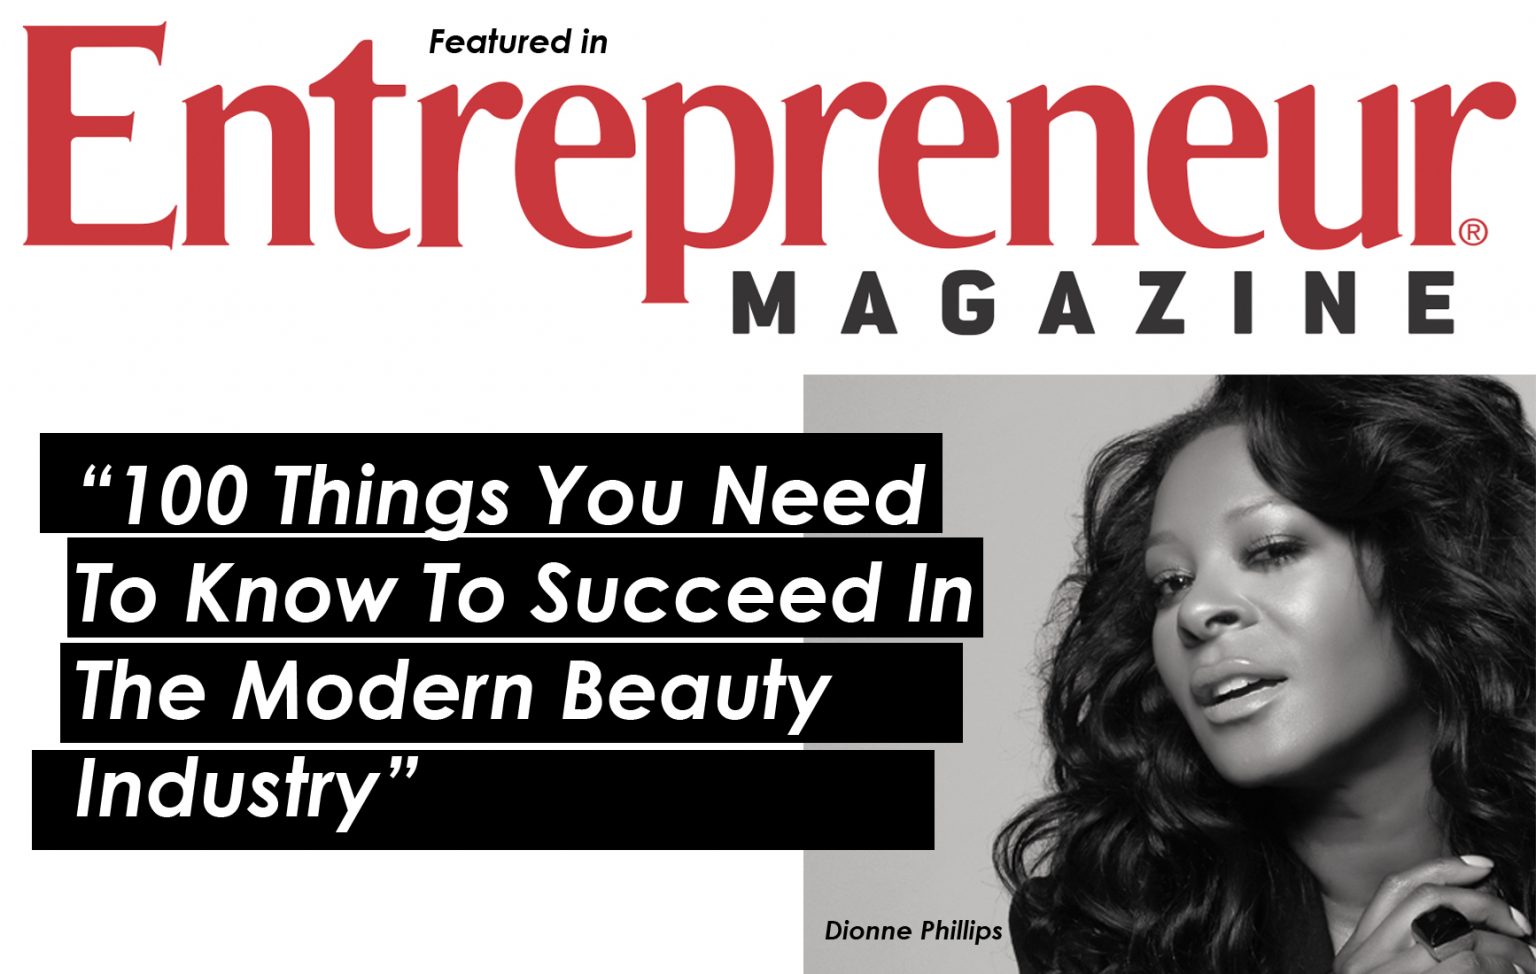 Featured in
Entrepreneur®
MAGAZINE
“100 Things You Need
To Know To Succeed In
The Modern Beauty
Industry”
Dionne Phillips